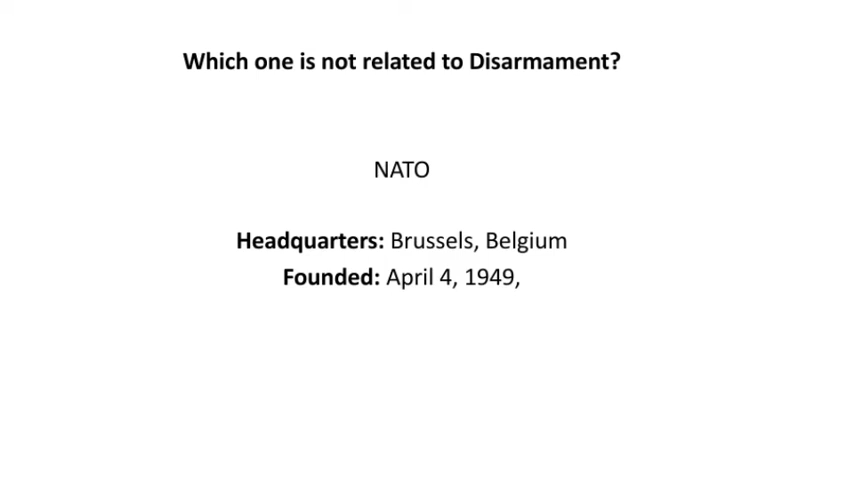 Which one is not related to Disarmament?
NATO
Headquarters: Brussels, Belgium
Founded: April 4, 1949,